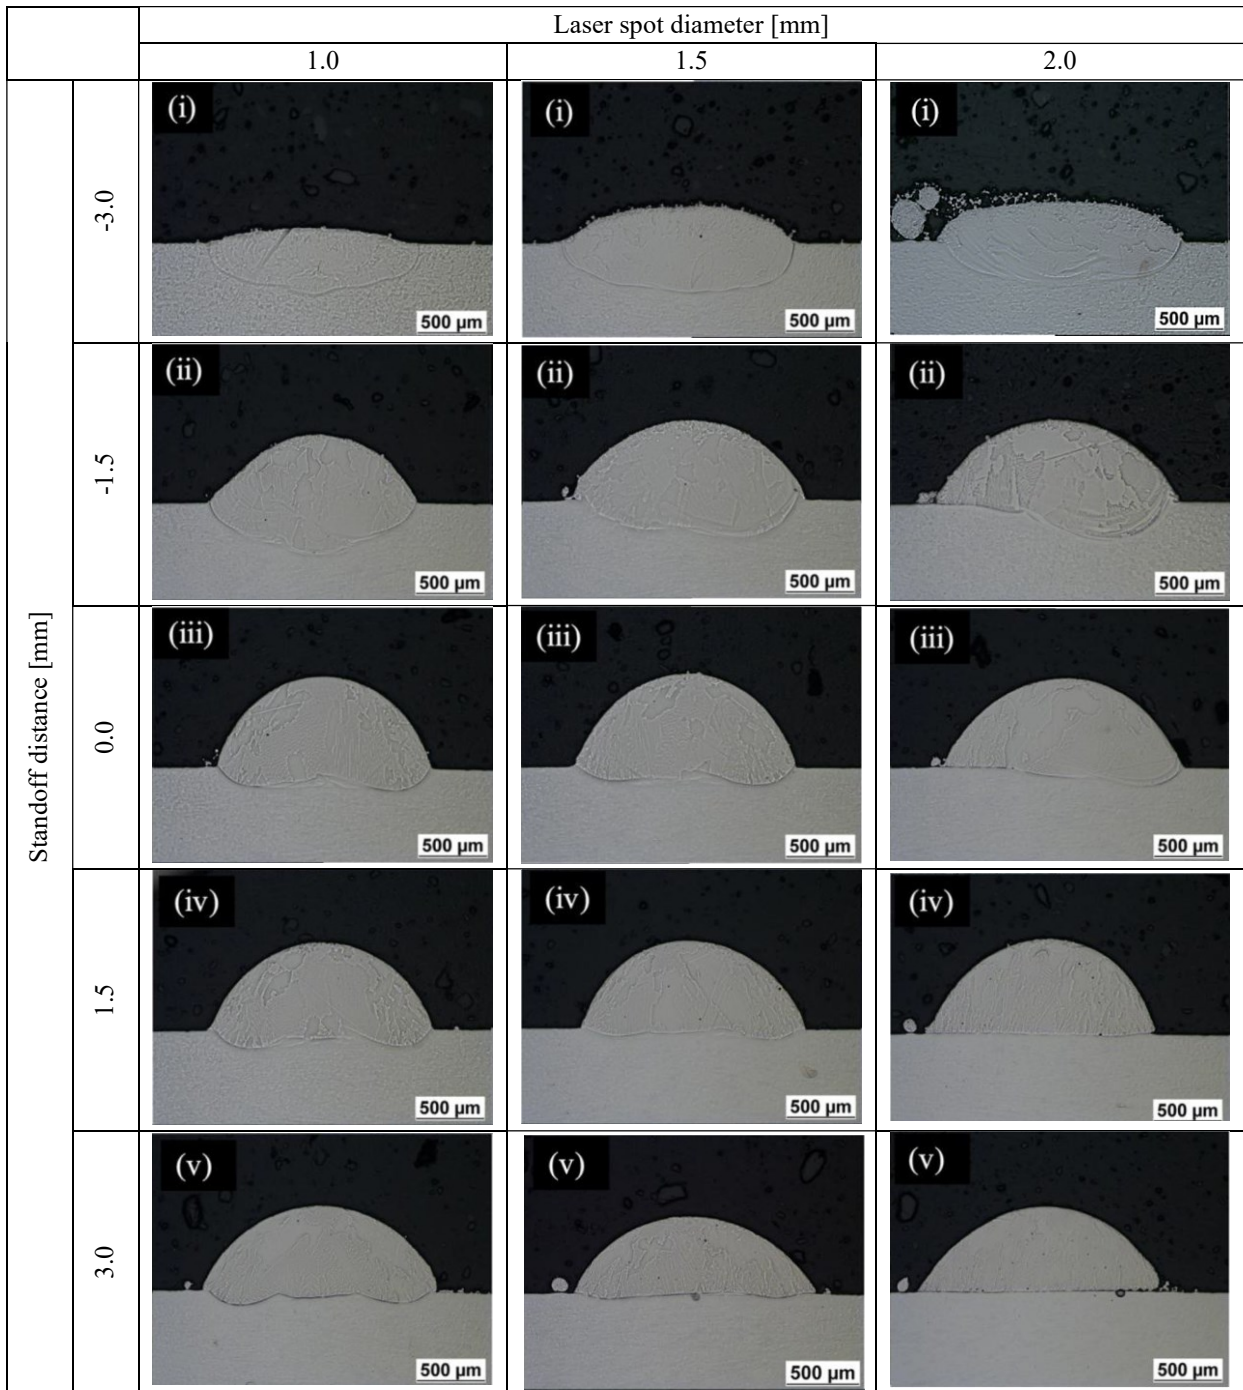 Laser spot diameter [mm]
1.0 1.5 2.0
Standoff distance [mm]
-3.0
(i) (i) (i)
500 µm 500 µm 500 µm
-1.5
(ii) (ii) (ii)
500 µm 500 µm 500 µm
0.0
(iii) (iii) (iii)
500 µm 500 µm 500 µm
1.5
(iv) (iv) (iv)
500 µm 500 µm 500 µm
3.0
(v) (v) (v)
500 µm 500 µm 500 µm